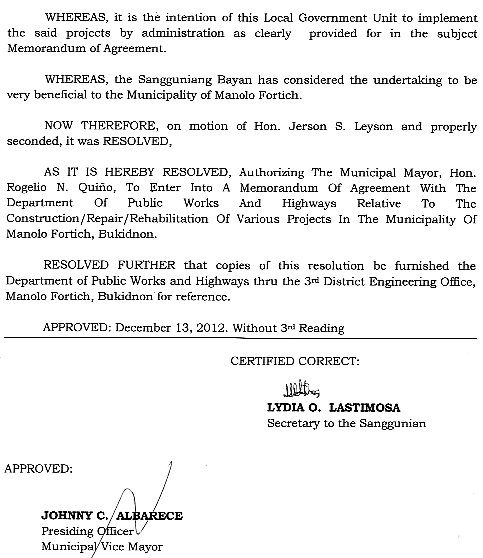 WHEREAS, it is the intention of this Local Government Unit to implement
the said projects by administration as clearly provided for in the subject
Memorandum of Agreement.
WHEREAS, the Sangguniang Bayan has considered the undertaking to be
very beneficial to the Municipality of Manolo Fortich.
NOW THEREFORE, on motion of Hon. Jerson S. Leyson and properly
seconded, it was RESOLVED,
AS IT IS HEREBY RESOLVED, Authorizing The Municipal Mayor, Hon.
Rogelio N. Quiño, To Enter Into A Memorandum Of Agreement With The
Department Of Public Works And Highways Relative To The
Construction/Repair/Rehabilitation Of Various Projects In The Municipality Of
Manolo Fortich, Bukidnon.
RESOLVED FURTHER that copies of this resolution be furnished the
Department of Public Works and Highways thru the 3rd District Engineering Office,
Manolo Fortich, Bukidnon for reference.
APPROVED: December 13, 2012. Without 3rd Reading
CERTIFIED CORRECT:
LYDIA O. LASTIMOSA
Secretary to the Sanggunian
APPROVED:
JOHNNY C. ALBARECE
Presiding Officer
Municipal Vice Mayor